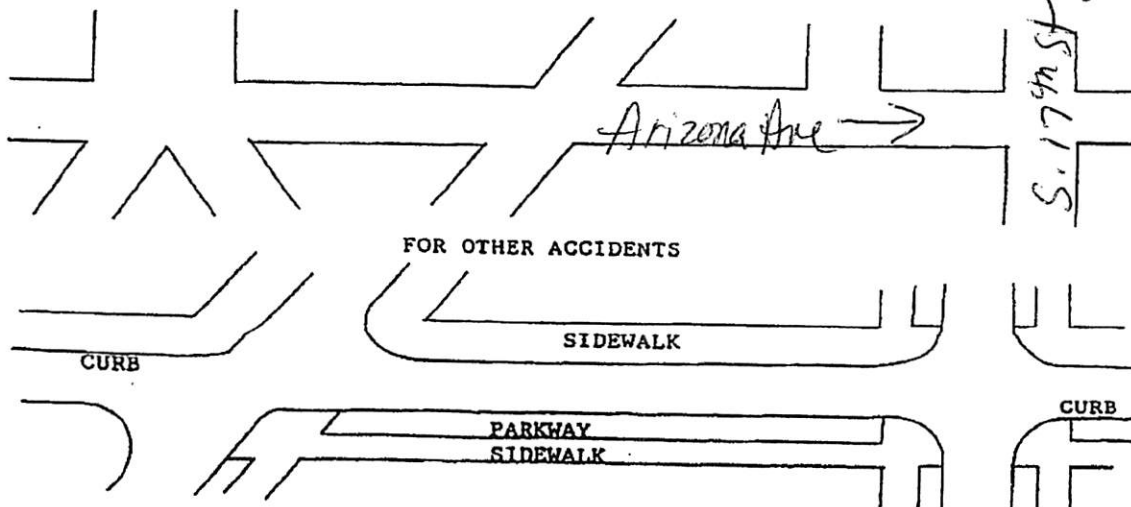 Arizona Ave
S. 17th St
FOR OTHER ACCIDENTS
SIDEWALK
CURB
CURB
PARKWAY
SIDEWALK